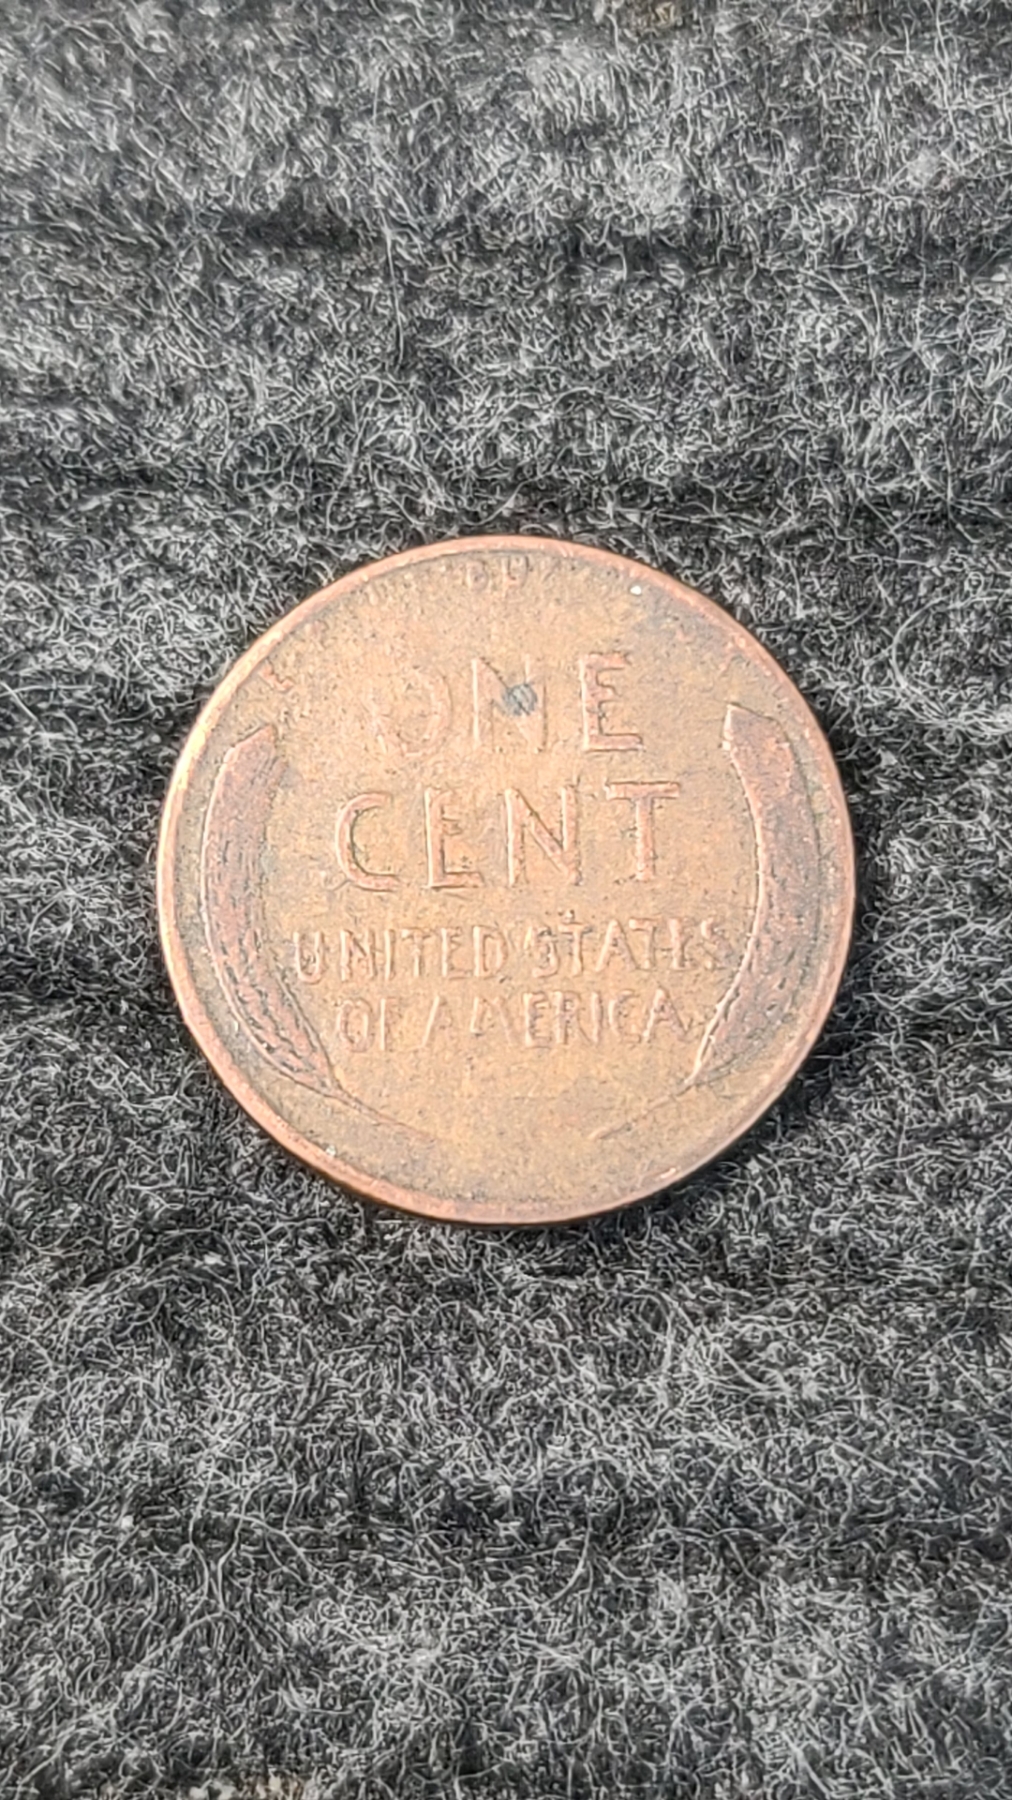 ONE
CENT
UNITED STATES
OF AMERICA